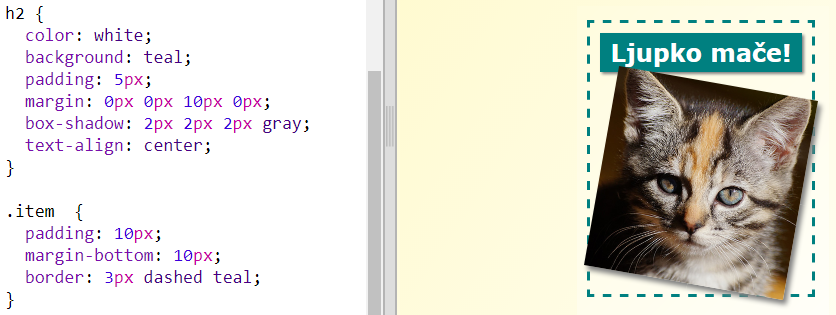 h2 {
  color: white;
  background: teal;
  padding: 5px;
  margin: 0px 0px 10px 0px;
  box-shadow: 2px 2px 2px gray;
  text-align: center;
}

.item  {
  padding: 10px;
  margin-bottom: 10px;
  border: 3px dashed teal;
}
Ljupko mače!